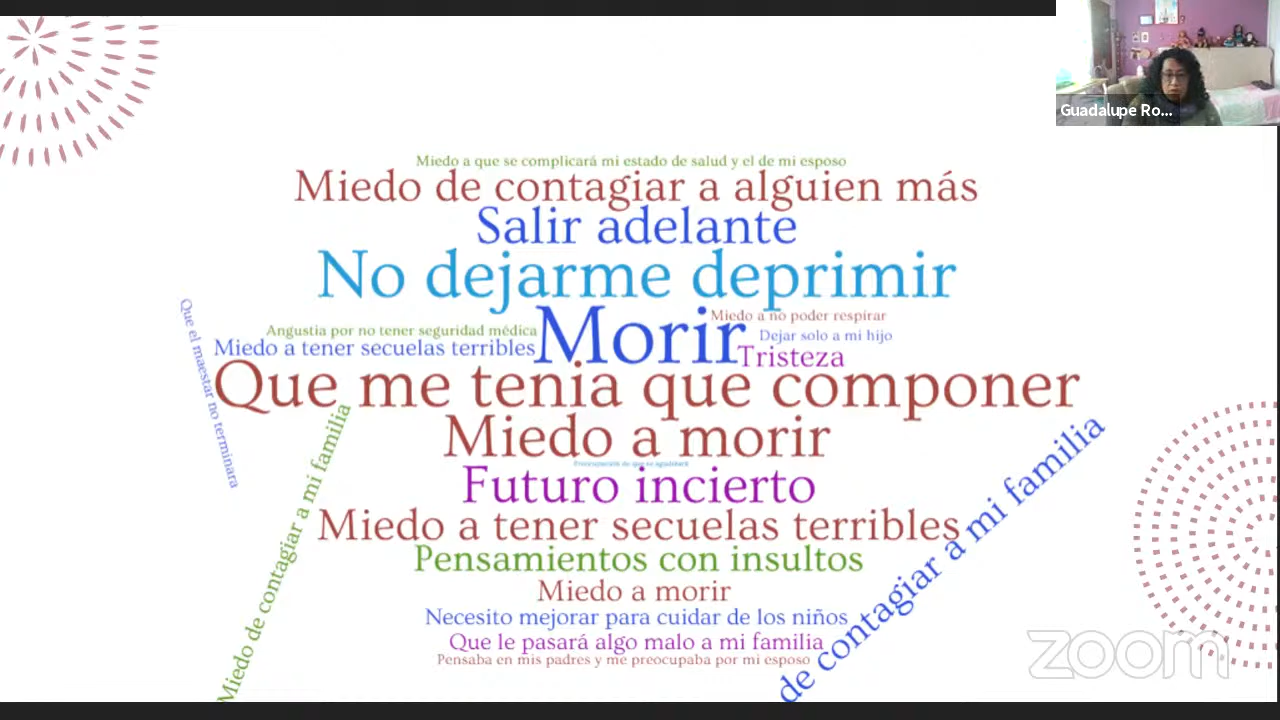 Guadalupe Ro...
Miedo a que se complicará mi estado de salud y el de mi esposo
Miedo de contagiar a alguien más
Salir adelante
No dejarme deprimir
Que el maestar no terminara
Angustia por no tener seguridad médica
Miedo a tener secuelas terribles
Morir
Miedo a no poder respirar
Dejar solo a mi hijo
Tristeza
Que me tenia que componer
Miedo a morir
Futuro incierto
Miedo a tener secuelas terribles
Pensamientos con insultos
Miedo a morir
Necesito mejorar para cuidar de los niños
Que le pasará algo malo a mi familia
Pensaba en mis padres y me preocupaba por mi esposo
Miedo de contagiar a mi familia
de contagiar a mi familia
zoom